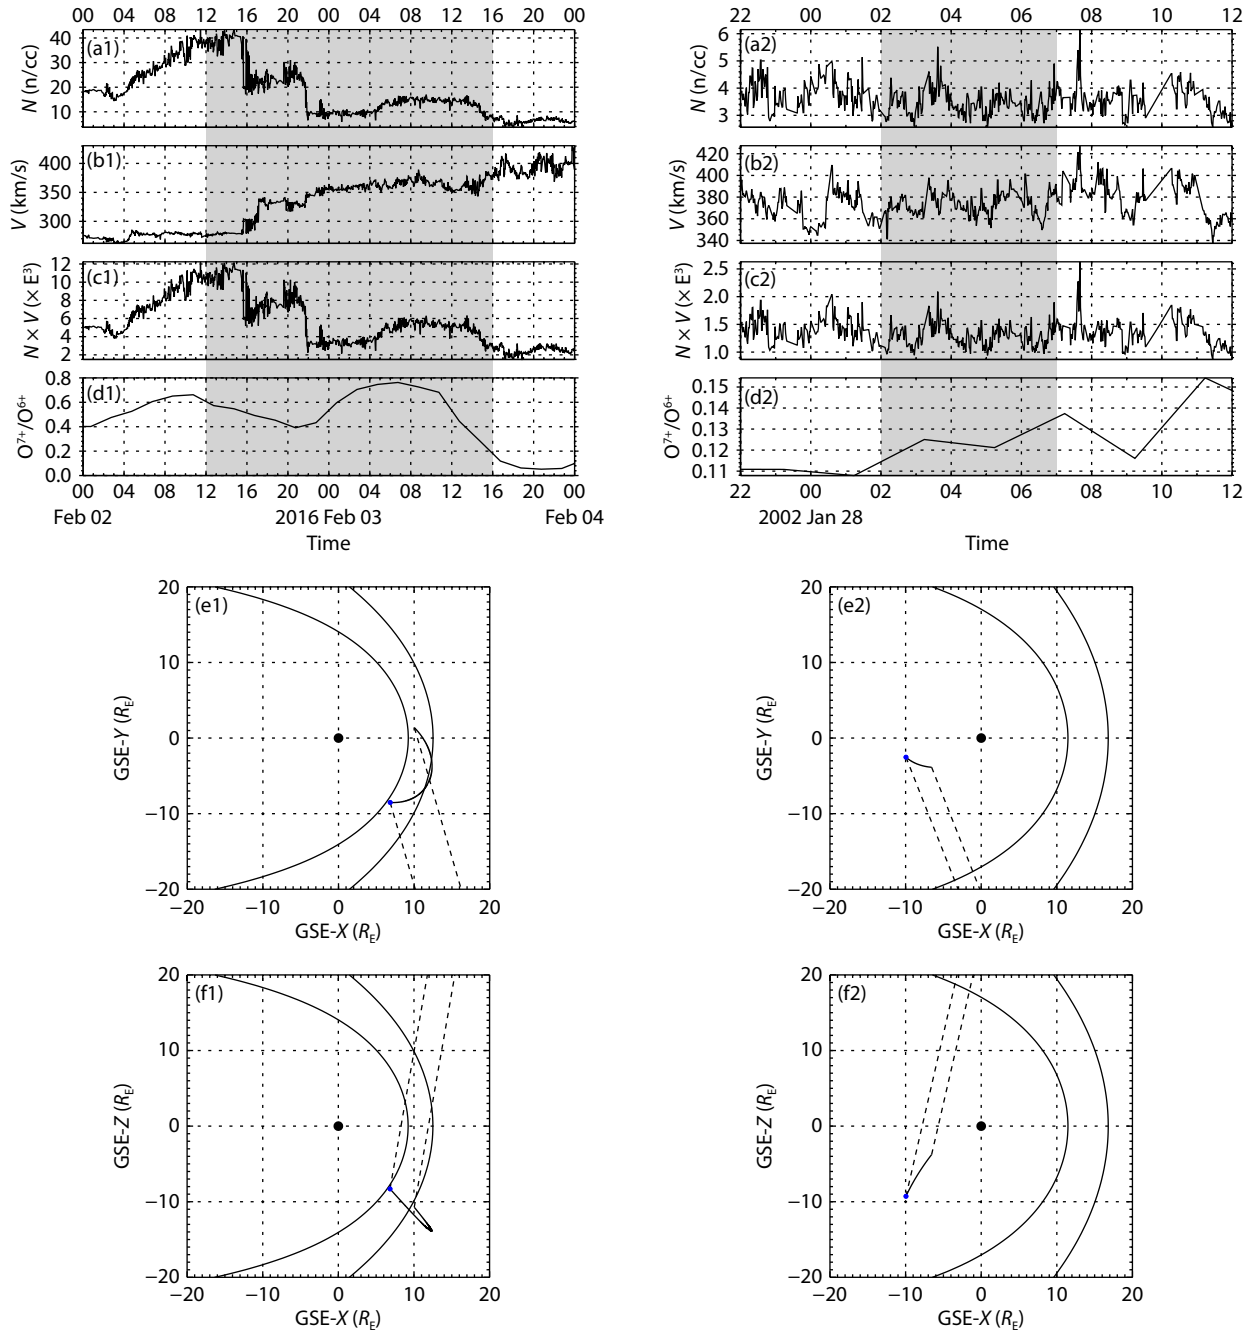 00 04 08 12 16 20 00 04 08 12 16 20 00
22 00 02 04 06 08 10 12
(a1)
N (n/cc)
40
30
20
10
(a2)
N (n/cc)
6
5
4
3
(b1)
V (km/s)
400
350
300
(b2)
V (km/s)
420
400
380
360
340
(c1)
N × V (× E³)
12
10
8
6
4
2
(c2)
N × V (× E³)
2.5
2.0
1.5
1.0
(d1)
O⁷⁺/O⁶⁺
0.8
0.6
0.4
0.2
0.0
(d2)
O⁷⁺/O⁶⁺
0.15
0.14
0.13
0.12
0.11
00 04 08 12 16 20 00 04 08 12 16 20 00
Feb 02 2016 Feb 03 Feb 04
Time
22 00 02 04 06 08 10 12
2002 Jan 28
Time
(e1)
GSE-Y (R_E)
20
10
0
−10
−20
−20 −10 0 10 20
GSE-X (R_E)
(e2)
GSE-Y (R_E)
20
10
0
−10
−20
−20 −10 0 10 20
GSE-X (R_E)
(f1)
GSE-Z (R_E)
20
10
0
−10
−20
−20 −10 0 10 20
GSE-X (R_E)
(f2)
GSE-Z (R_E)
20
10
0
−10
−20
−20 −10 0 10 20
GSE-X (R_E)